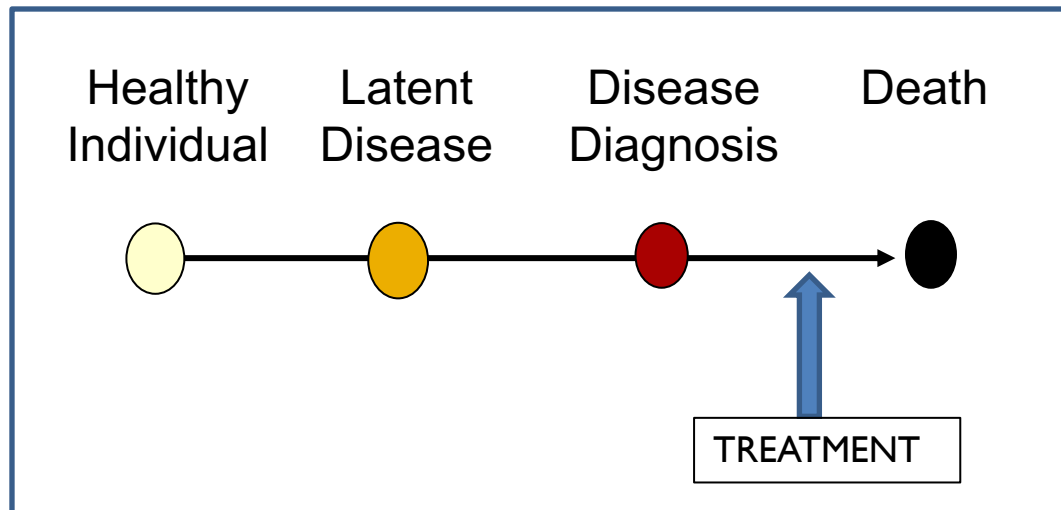 Healthy
Individual
Latent
Disease
Disease
Diagnosis
Death
TREATMENT